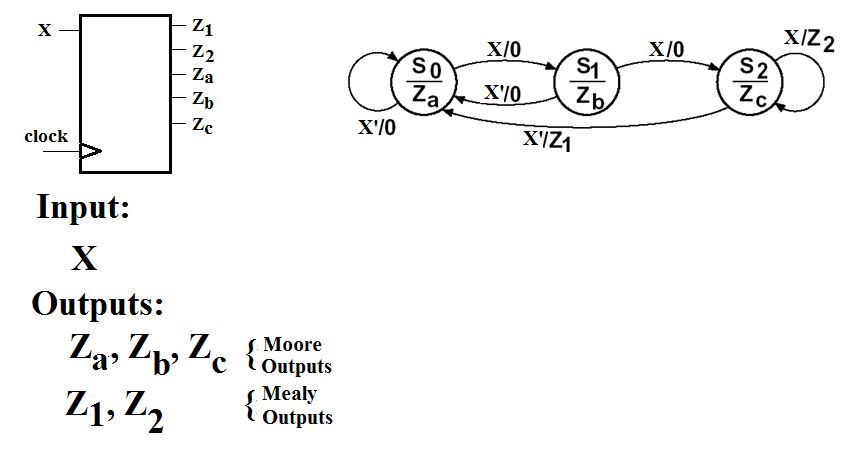 X
clock
Z1
Z2
Za
Zb
Zc
X/0
X/0
X/Z2
S0
Za
S1
Zb
S2
Zc
X'/0
X'/0
X'/Z1
Input:
X
Outputs:
Za, Zb, Zc { Moore
Outputs
Z1, Z2 { Mealy
Outputs